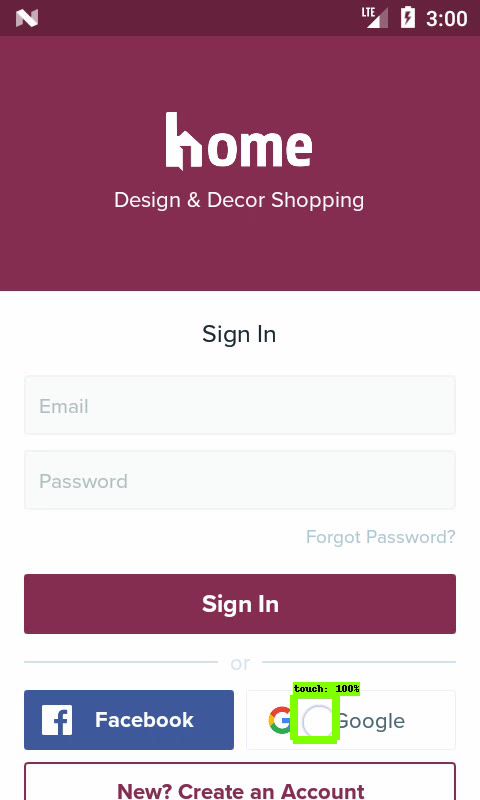 LTE 3:00
home
Design & Decor Shopping
Sign In
Email
Password
Forgot Password?
Sign In
or
touch: 100%
Facebook
Google
New? Create an Account